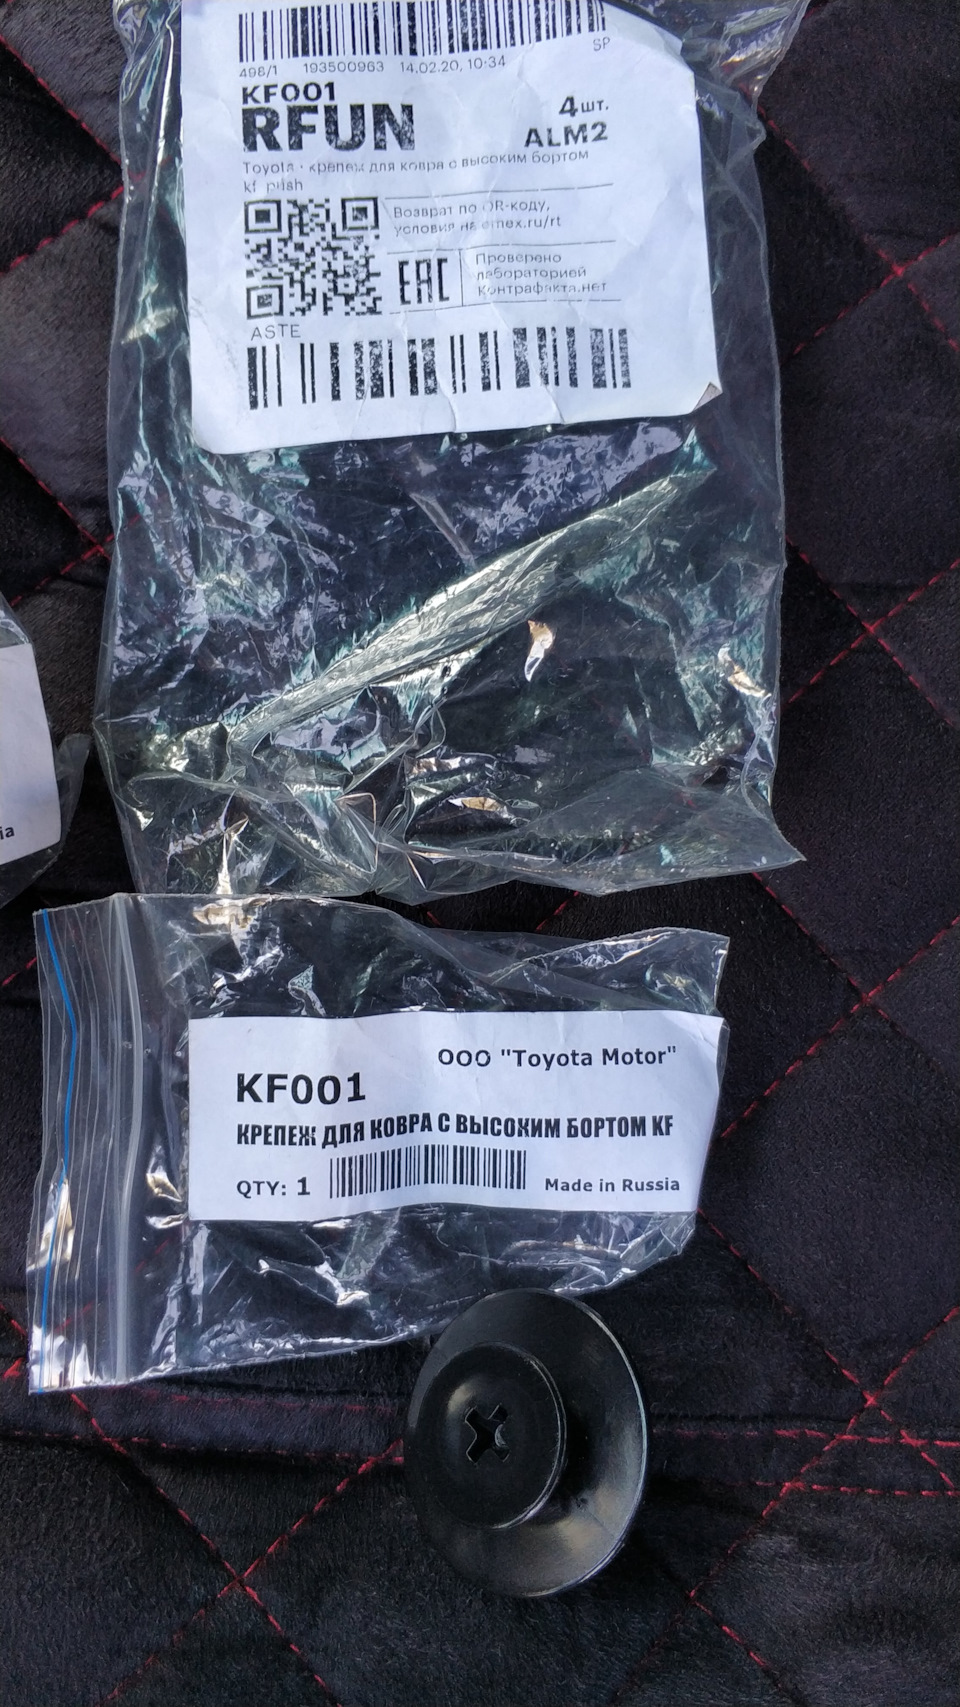 SP
498/1 193500963 14.02.20, 10:34
KF001
RFUN
4шт.
ALM2
Toyota · крепеж для ковра с высоким бортом
kf push
Возврат по QR-коду,
условия на emex.ru/rt
EAC
Проверено
лабораторией
Контрафакта.нет
ASTE
ia
ООО "Toyota Motor"
KF001
КРЕПЕЖ ДЛЯ КОВРА С ВЫСОКИМ БОРТОМ KF
QTY: 1
Made in Russia